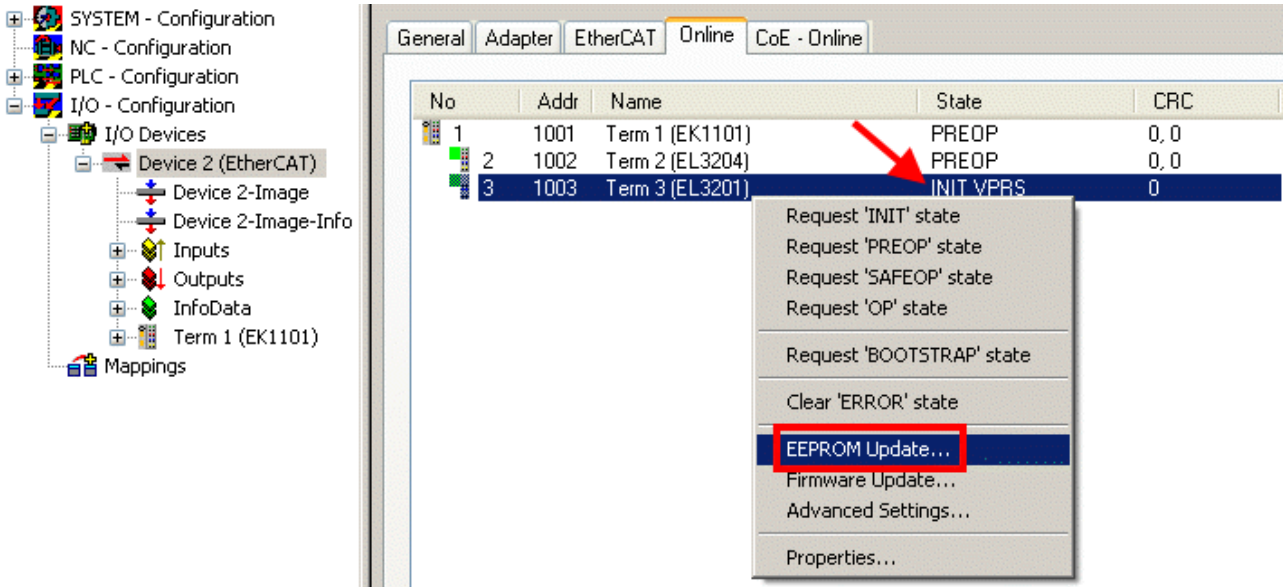 SYSTEM - Configuration
NC - Configuration
PLC - Configuration
I/O - Configuration
I/O Devices
Device 2 (EtherCAT)
Device 2-Image
Device 2-Image-Info
Inputs
Outputs
InfoData
Term 1 (EK1101)
Mappings
General Adapter EtherCAT Online CoE - Online
No Addr Name State CRC
1 1001 Term 1 (EK1101) PREOP 0, 0
2 1002 Term 2 (EL3204) PREOP 0, 0
3 1003 Term 3 (EL3201) INIT VPRS 0
Request 'INIT' state
Request 'PREOP' state
Request 'SAFEOP' state
Request 'OP' state
Request 'BOOTSTRAP' state
Clear 'ERROR' state
EEPROM Update...
Firmware Update...
Advanced Settings...
Properties...